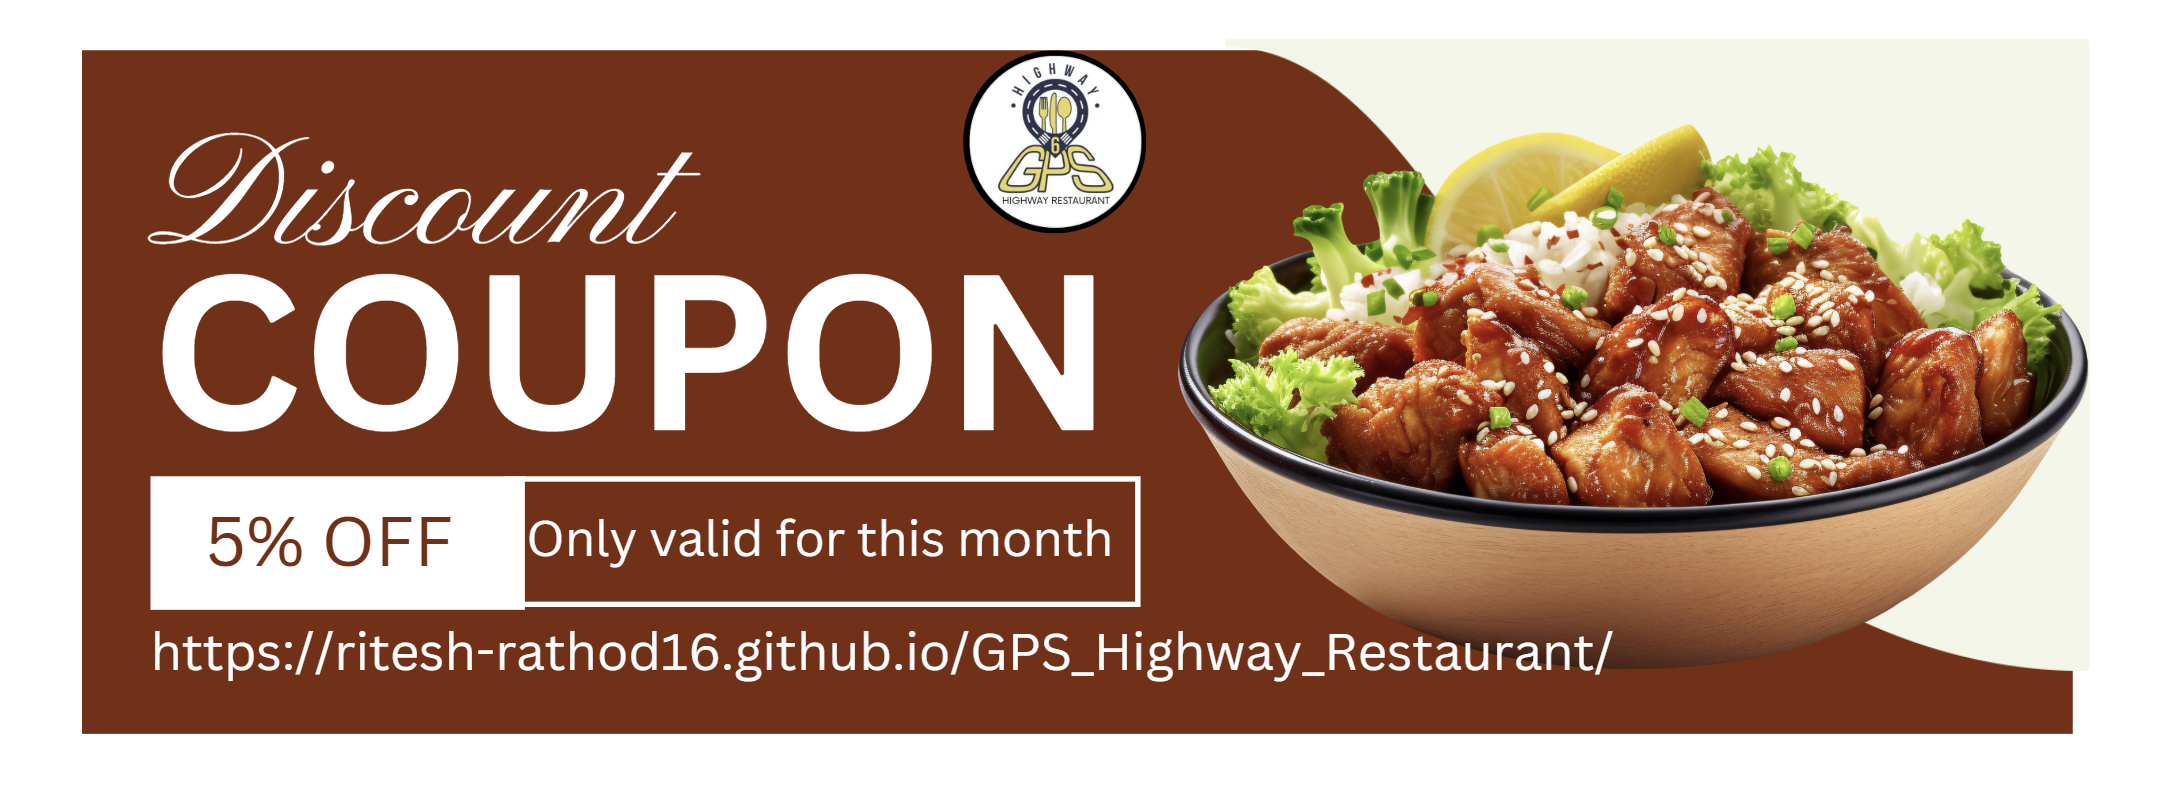 HIGHWAY
6
GPS
HIGHWAY RESTAURANT
Discount
COUPON
5% OFF
Only valid for this month
https://ritesh-rathod16.github.io/GPS_Highway_Restaurant/